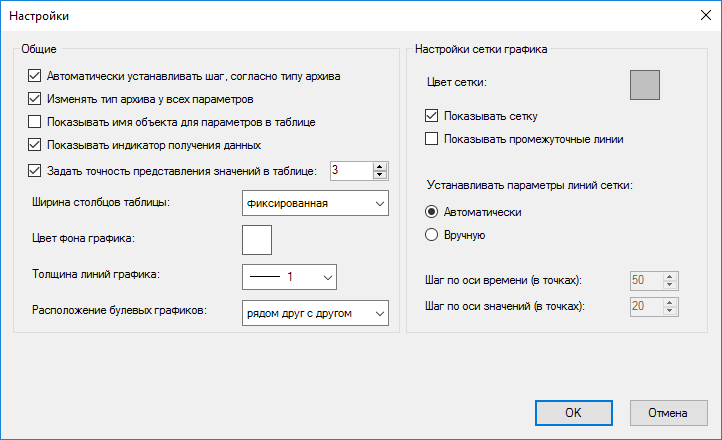 Настройки
Общие
Автоматически устанавливать шаг, согласно типу архива
Изменять тип архива у всех параметров
Показывать имя объекта для параметров в таблице
Показывать индикатор получения данных
Задать точность представления значений в таблице: 3
Ширина столбцов таблицы: фиксированная
Цвет фона графика:
Толщина линий графика: 1
Расположение булевых графиков: рядом друг с другом
Настройки сетки графика
Цвет сетки:
Показывать сетку
Показывать промежуточные линии
Устанавливать параметры линий сетки:
Автоматически
Вручную
Шаг по оси времени (в точках): 50
Шаг по оси значений (в точках): 20
OK Отмена